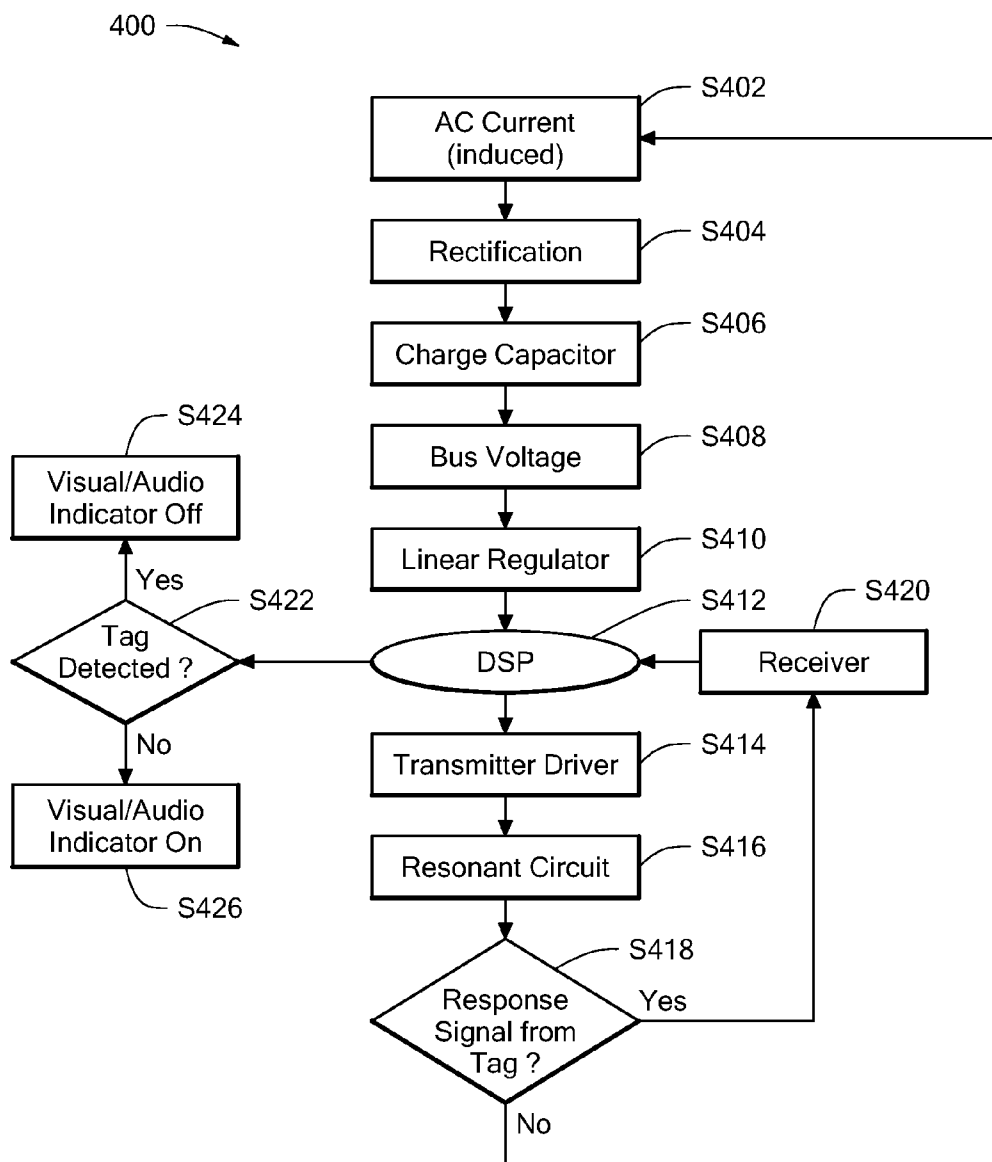 400
S402
AC Current
(induced)
S404
Rectification
S406
Charge Capacitor
S408
Bus Voltage
S424
Visual/Audio
Indicator Off
S410
Linear Regulator
Yes
S422
Tag
Detected ?
S412
DSP
S420
Receiver
No
S414
Transmitter Driver
Visual/Audio
Indicator On
S426
S416
Resonant Circuit
S418
Response
Signal from
Tag ?
Yes
No